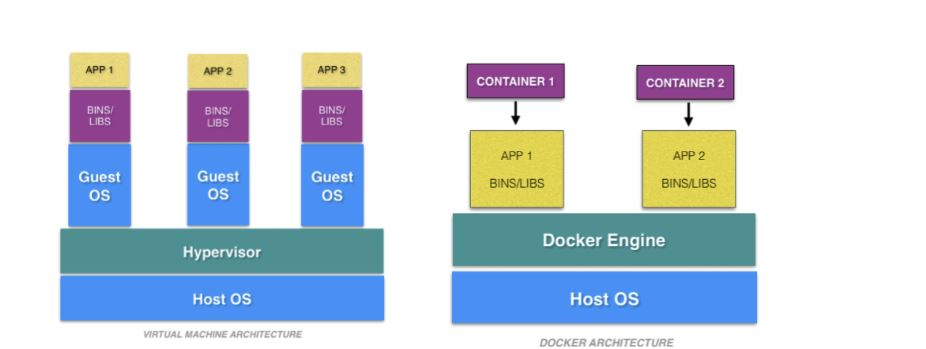 APP 1
APP 2
APP 3
BINS/
LIBS
BINS/
LIBS
BINS/
LIBS
Guest
OS
Guest
OS
Guest
OS
Hypervisor
Host OS
VIRTUAL MACHINE ARCHITECTURE
CONTAINER 1
CONTAINER 2
APP 1
BINS/LIBS
APP 2
BINS/LIBS
Docker Engine
Host OS
DOCKER ARCHITECTURE